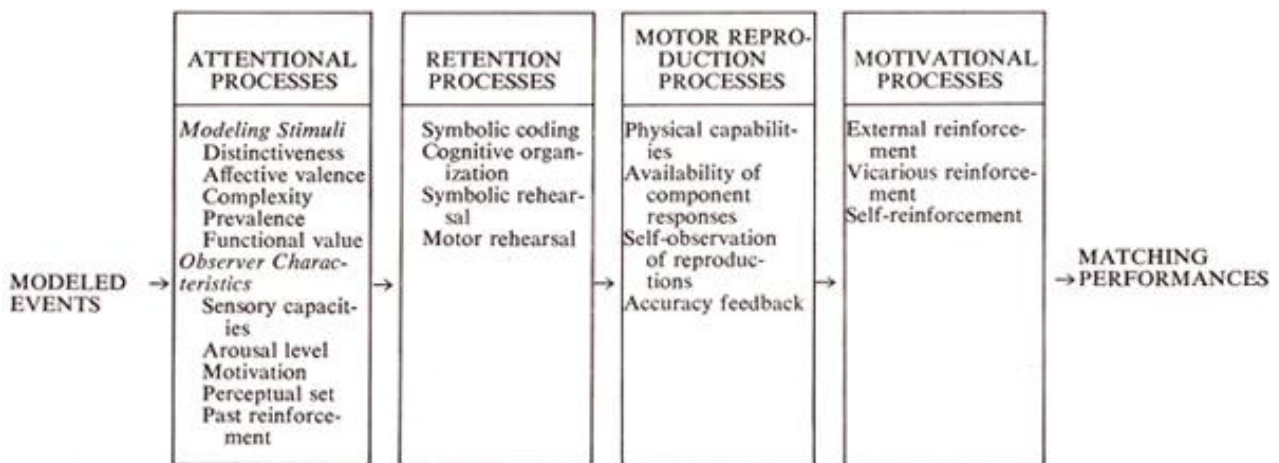 ATTENTIONAL
PROCESSES
Modeling Stimuli
Distinctiveness
Affective valence
Complexity
Prevalence
Functional value
Observer Charac-
teristics
Sensory capacit-
ies
Arousal level
Motivation
Perceptual set
Past reinforce-
ment
RETENTION
PROCESSES
Symbolic coding
Cognitive organ-
ization
Symbolic rehear-
sal
Motor rehearsal
MOTOR REPRO-
DUCTION
PROCESSES
Physical capabilit-
ies
Availability of
component
responses
Self-observation
of reproduc-
tions
Accuracy feedback
MOTIVATIONAL
PROCESSES
External reinforce-
ment
Vicarious reinforce-
ment
Self-reinforcement
MODELED
EVENTS
MATCHING
PERFORMANCES